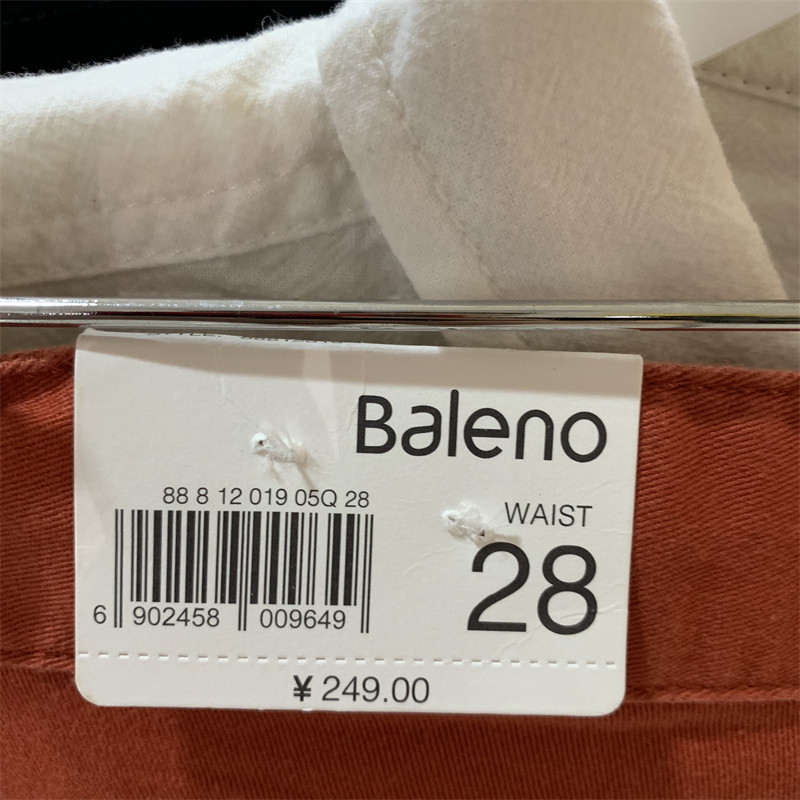 Baleno
88 8 12 019 05Q 28
WAIST
28
6 902458 009649
¥ 249.00